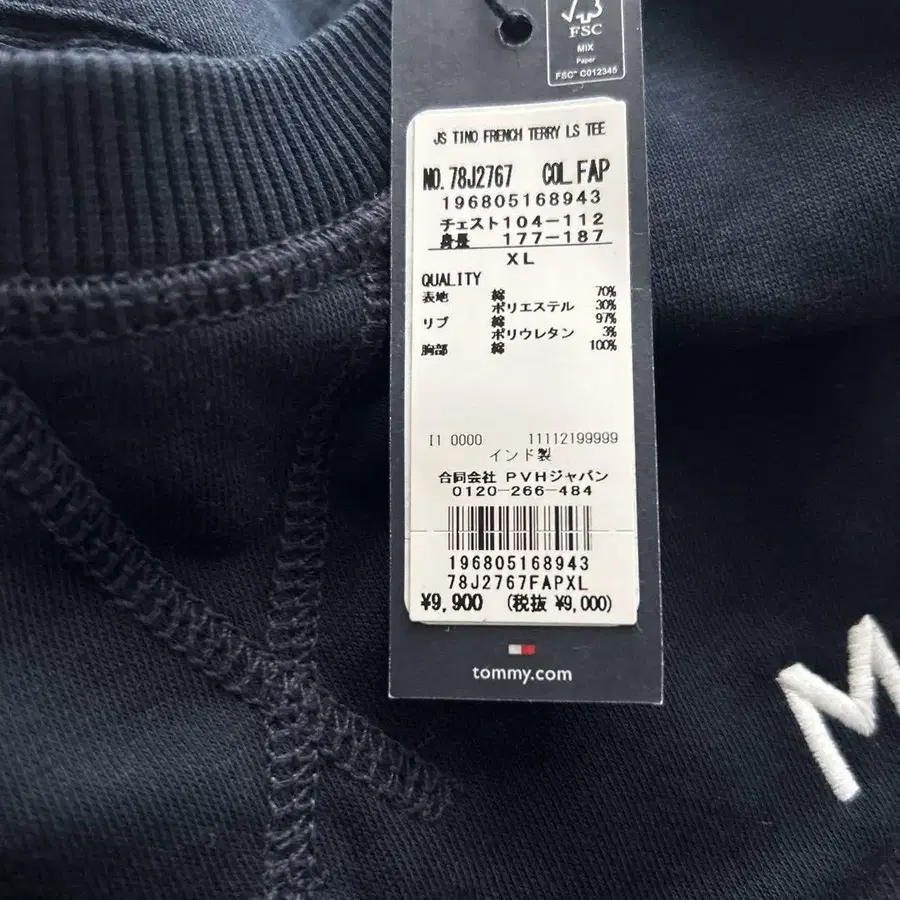 FSC
MIX
Paper
FSC™ C012345
JS TINO FRENCH TERRY LS TEE
NO. 78J2767 COL.FAP
196805168943
チェスト104-112
身長 177-187
XL
QUALITY
表地 綿 70%
ポリエステル 30%
リブ 綿 97%
ポリウレタン 3%
胸部 綿 100%
I1 0000 11112199999
インド製
合同会社 PVHジャパン
0120-266-484
196805168943
78J2767FAPXL
¥9,900 (税抜 ¥9,000)
tommy.com
M